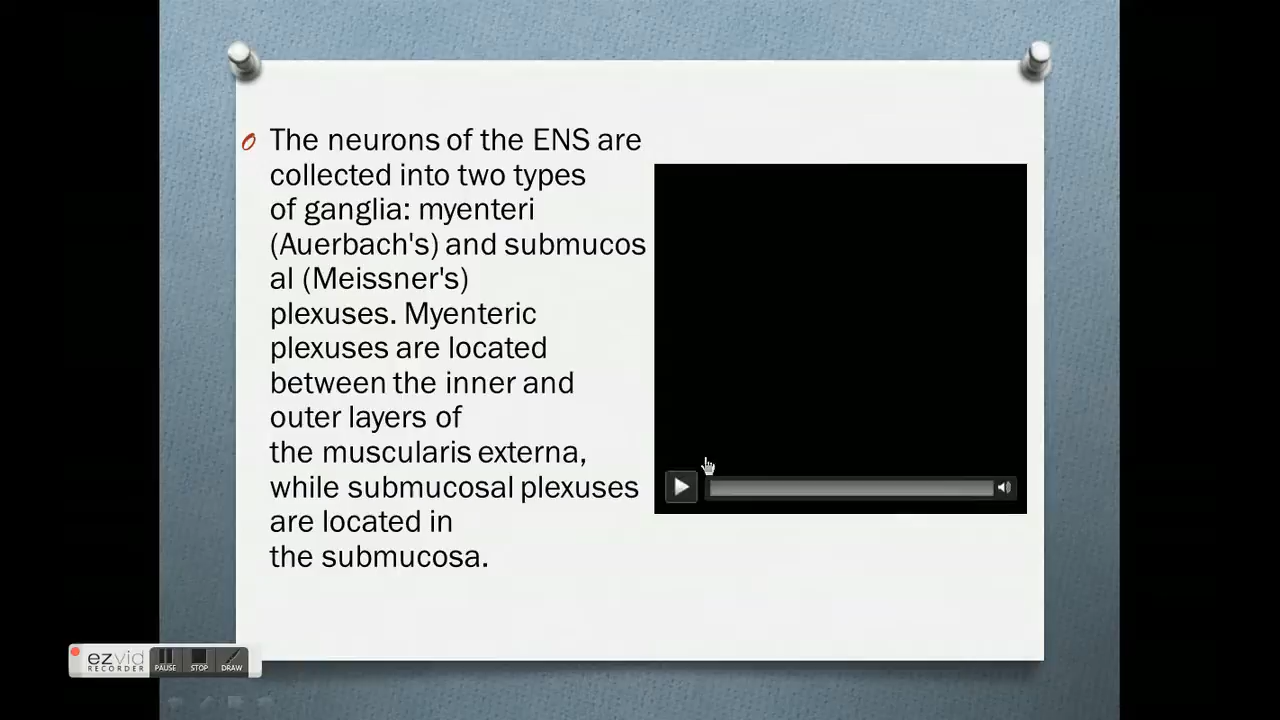 The neurons of the ENS are
collected into two types
of ganglia: myenteri
(Auerbach's) and submucos
al (Meissner's)
plexuses. Myenteric
plexuses are located
between the inner and
outer layers of
the muscularis externa,
while submucosal plexuses
are located in
the submucosa.
ezvid
RECORDER
PAUSE STOP DRAW